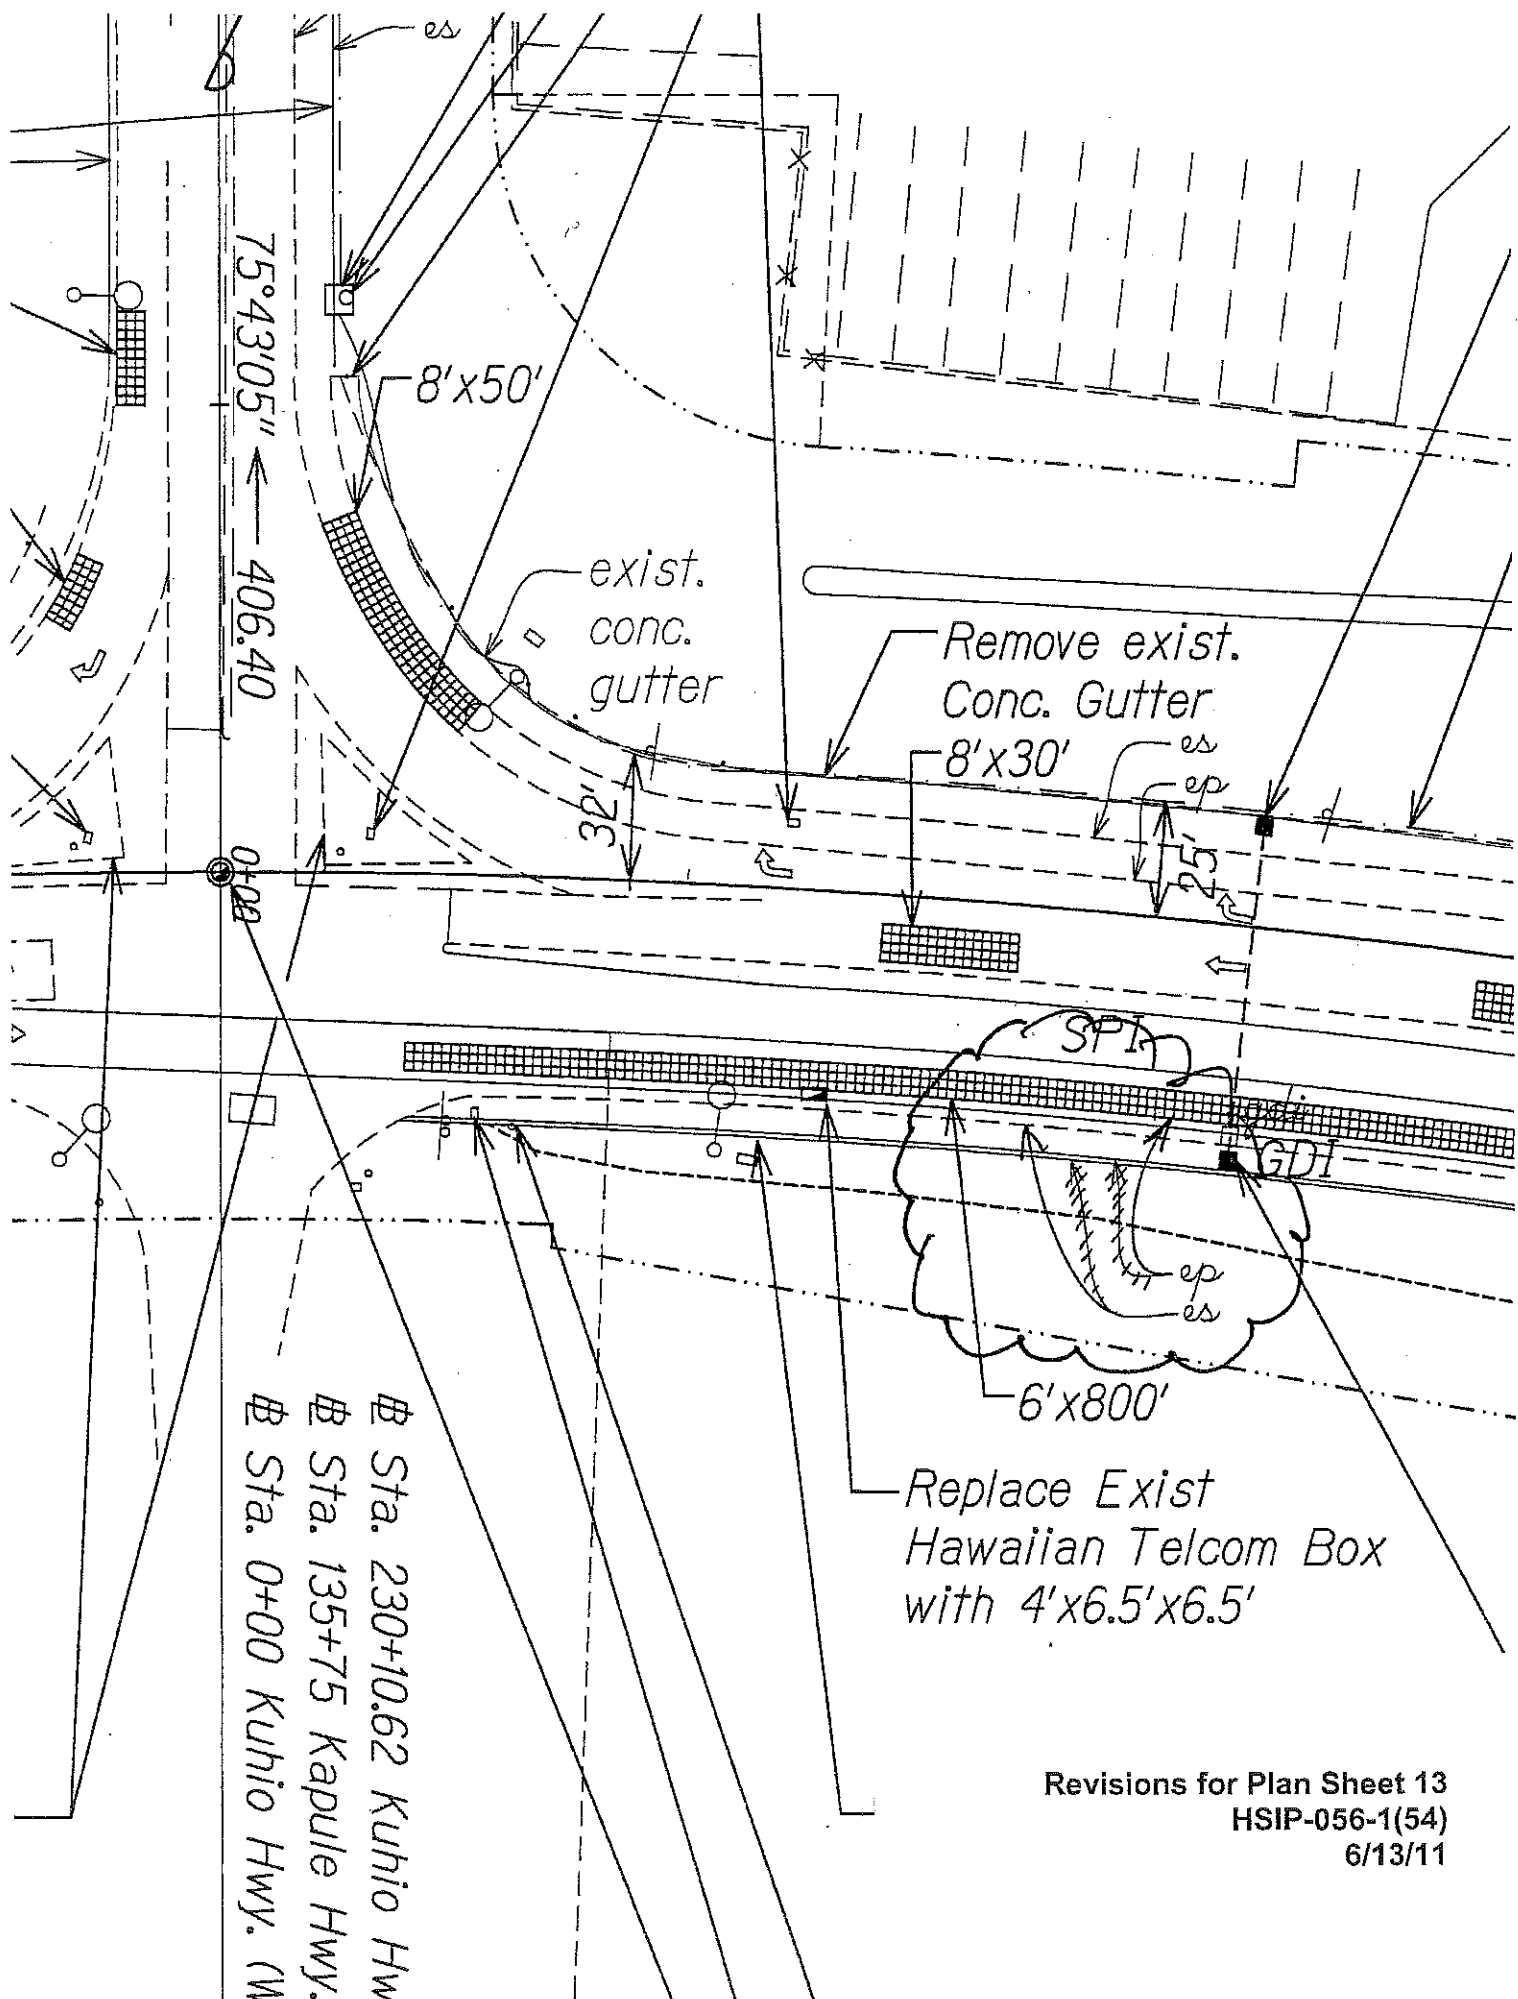 es
75°43'05" ← 406.40
8'x50'
exist.
conc.
gutter
Remove exist.
Conc. Gutter
8'x30'
es
ep
32'
25'
0+00
SPI
GDI
ep
es
6'x800'
Replace Exist
Hawaiian Telcom Box
with 4'x6.5'x6.5'
Sta. 230+10.62 Kuhio Hw
Sta. 135+75 Kapule Hwy.
Sta. 0+00 Kuhio Hwy. (W
Revisions for Plan Sheet 13
HSIP-056-1(54)
6/13/11